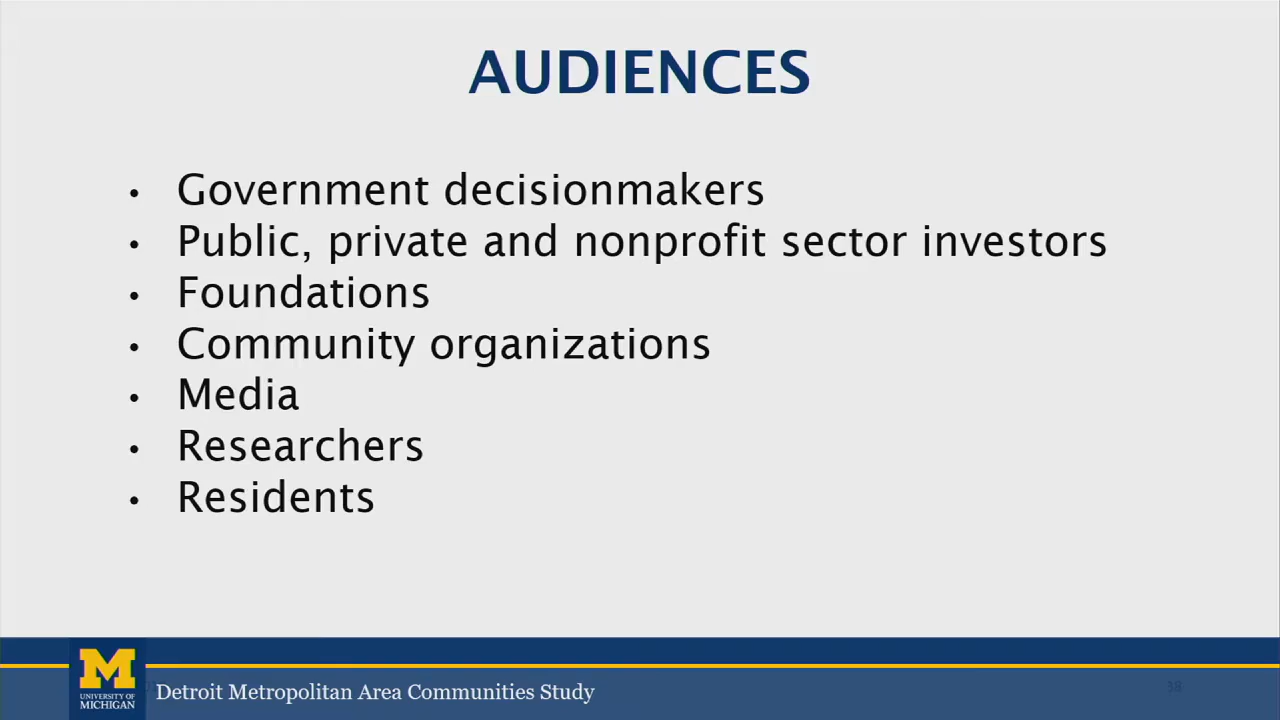 AUDIENCES
• Government decisionmakers
• Public, private and nonprofit sector investors
• Foundations
• Community organizations
• Media
• Researchers
• Residents
M
UNIVERSITY OF
MICHIGAN
Detroit Metropolitan Area Communities Study
38